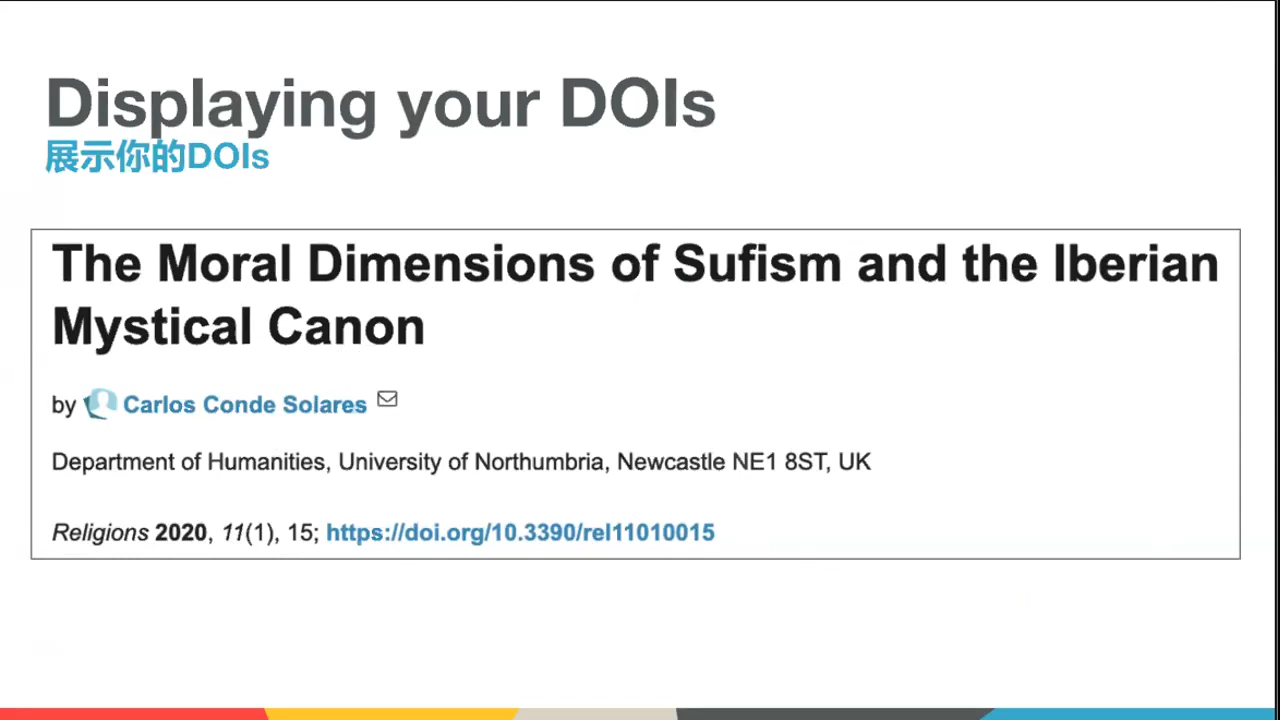 Displaying your DOIs
展示你的DOIs
The Moral Dimensions of Sufism and the Iberian
Mystical Canon
by Carlos Conde Solares
Department of Humanities, University of Northumbria, Newcastle NE1 8ST, UK
Religions 2020, 11(1), 15; https://doi.org/10.3390/rel11010015